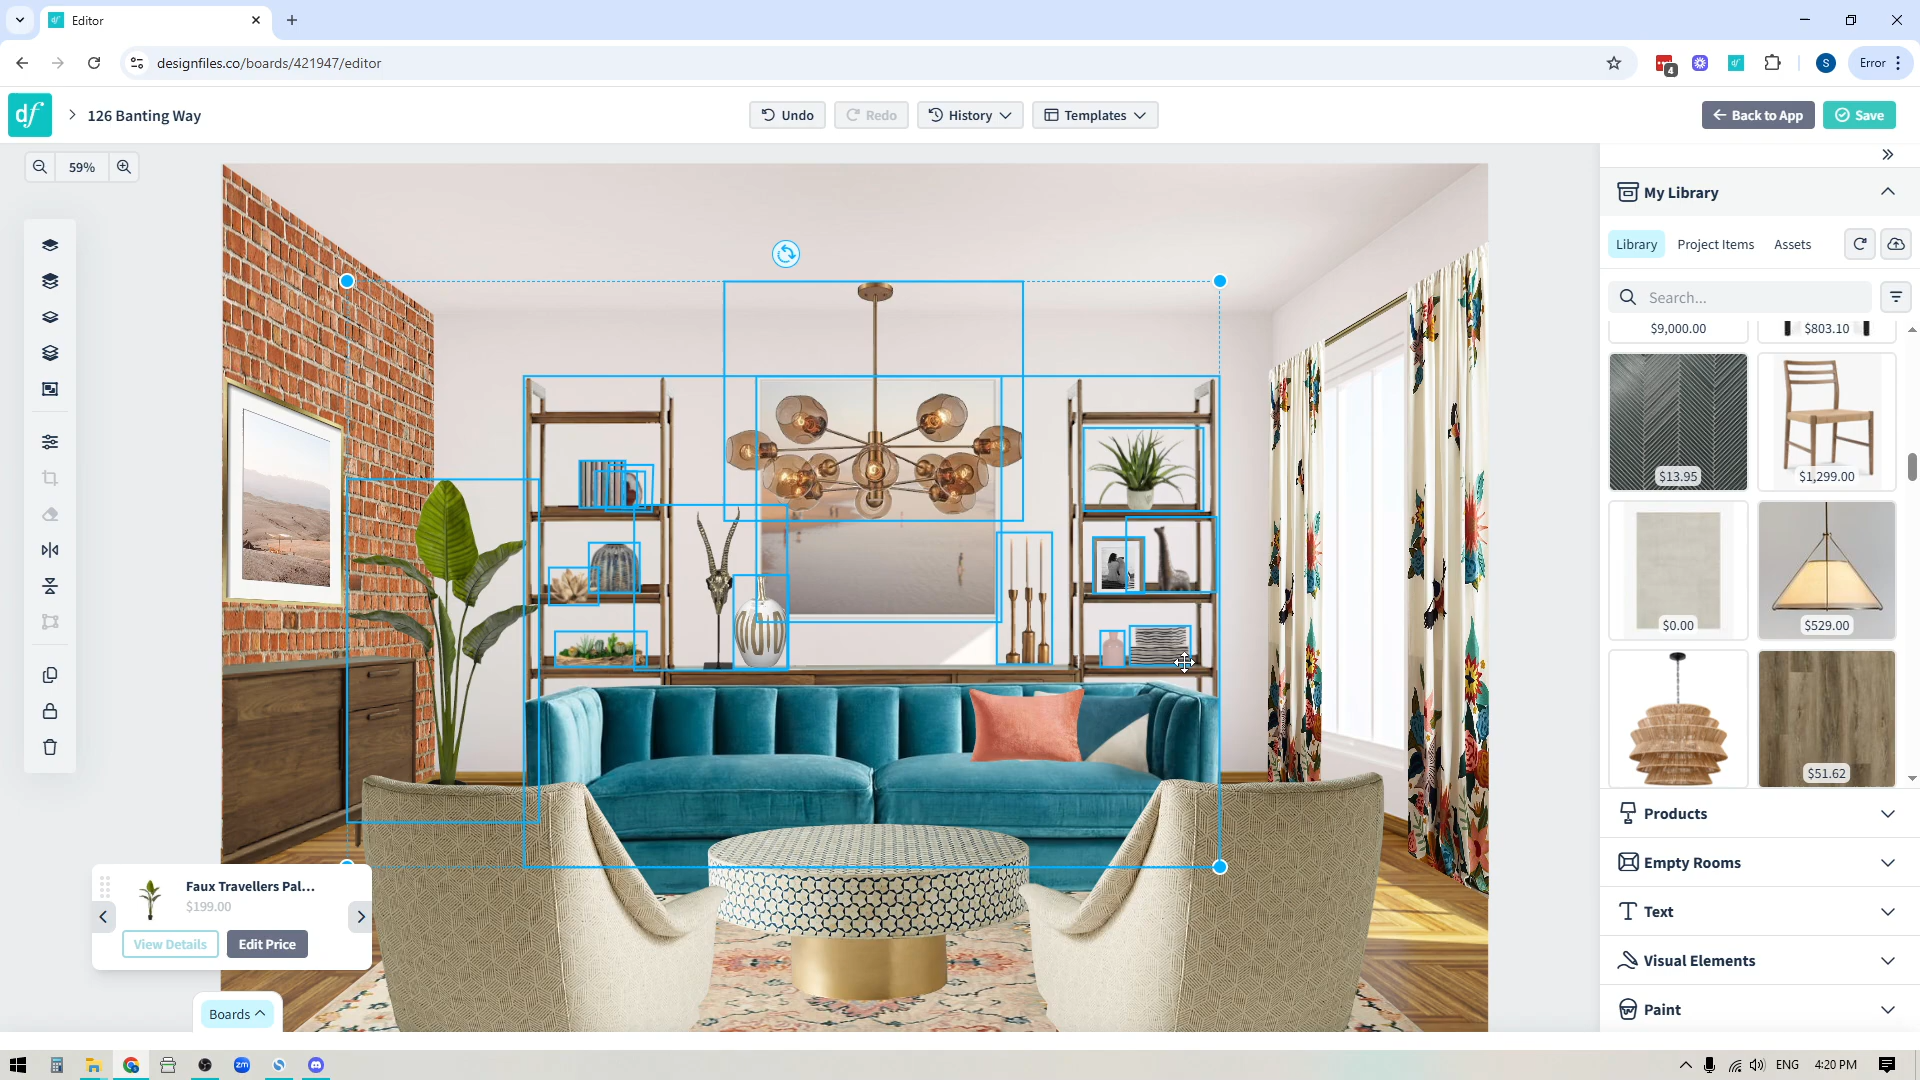 Editor
designfiles.co/boards/421947/editor
4
S
Error
df
126 Banting Way
Undo
Redo
History
Templates
Back to App
Save
59%
My Library
Library
Project Items
Assets
Search...
$9,000.00
$803.10
$13.95
$1,299.00
$0.00
$529.00
$51.62
Products
Empty Rooms
Text
Visual Elements
Paint
Faux Travellers Pal...
$199.00
View Details
Edit Price
Boards
zm
ENG
4:20 PM